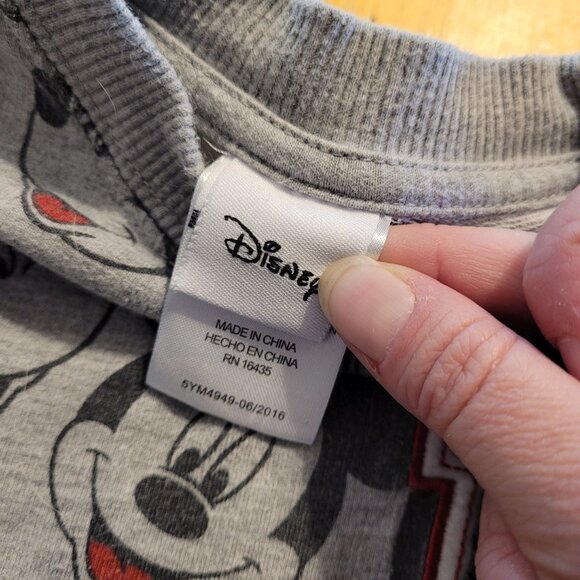 Disney
MADE IN CHINA
HECHO EN CHINA
RN 16435
5YM4949-06/2016